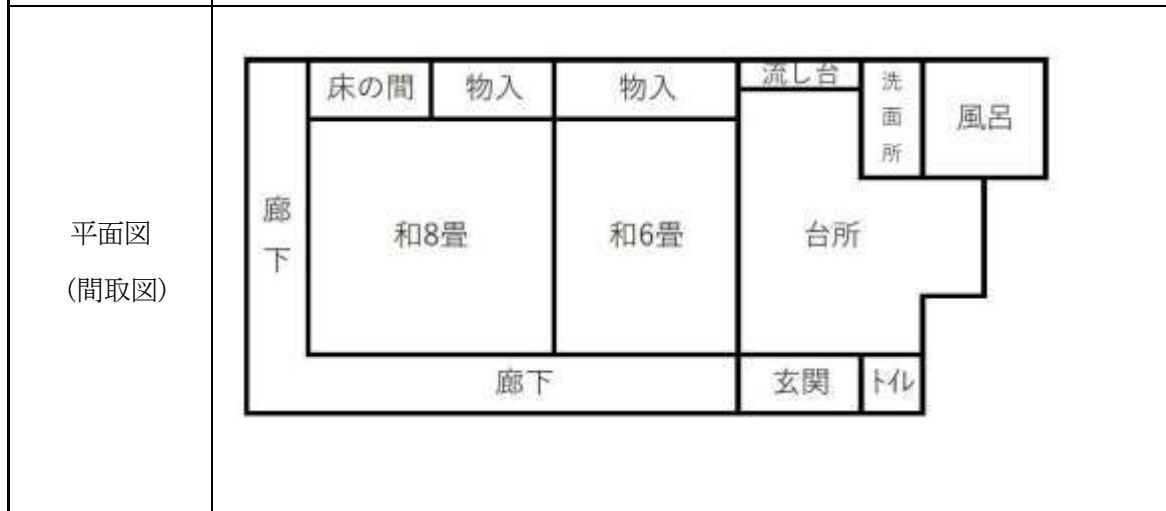 平面図
(間取図)
床の間
物入
物入
流し台
洗面所
風呂
廊下
和8畳
和6畳
台所
廊下
玄関
トイレ